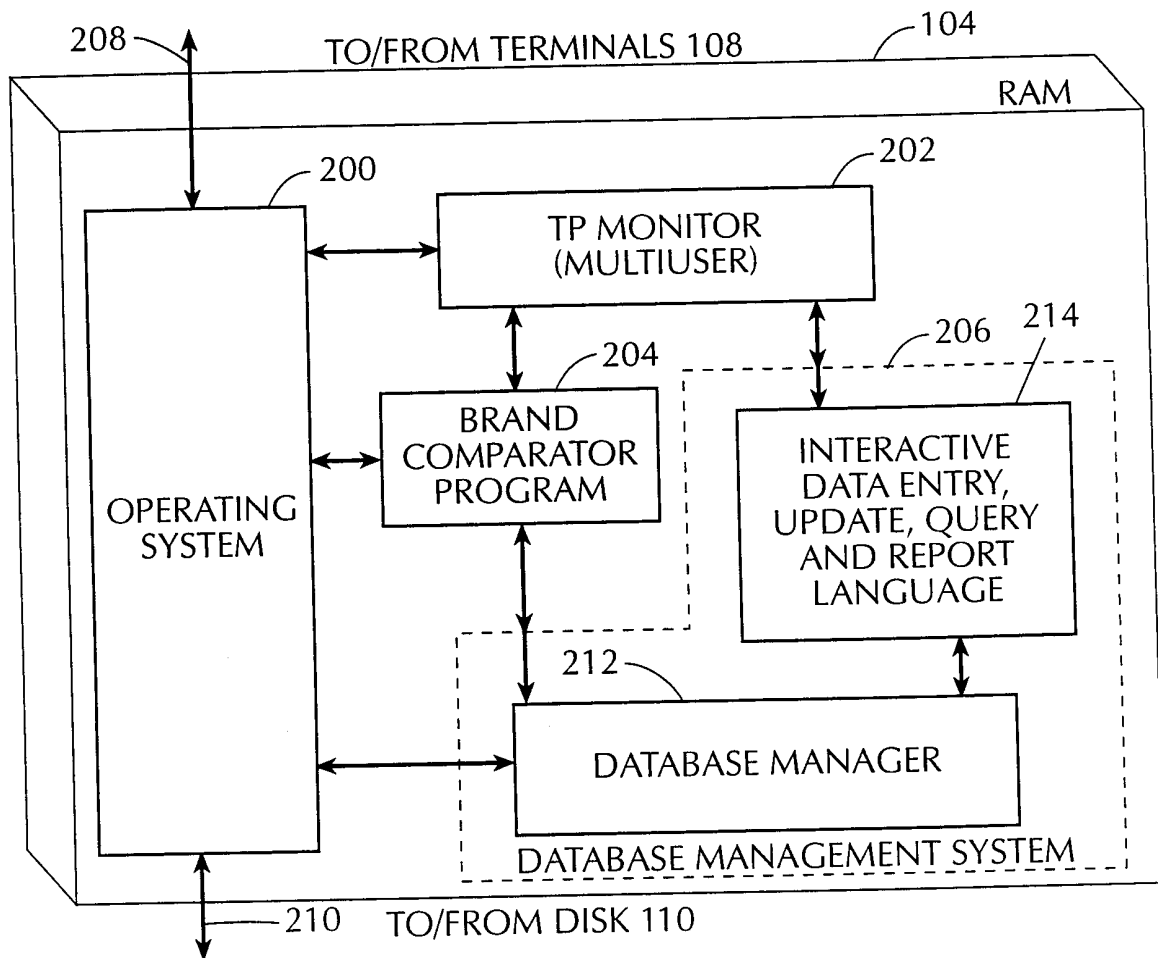 208
TO/FROM TERMINALS 108
104
RAM
200
202
TP MONITOR
(MULTIUSER)
206
214
204
BRAND
COMPARATOR
PROGRAM
INTERACTIVE
DATA ENTRY,
UPDATE, QUERY
AND REPORT
LANGUAGE
OPERATING
SYSTEM
212
DATABASE MANAGER
DATABASE MANAGEMENT SYSTEM
210
TO/FROM DISK 110